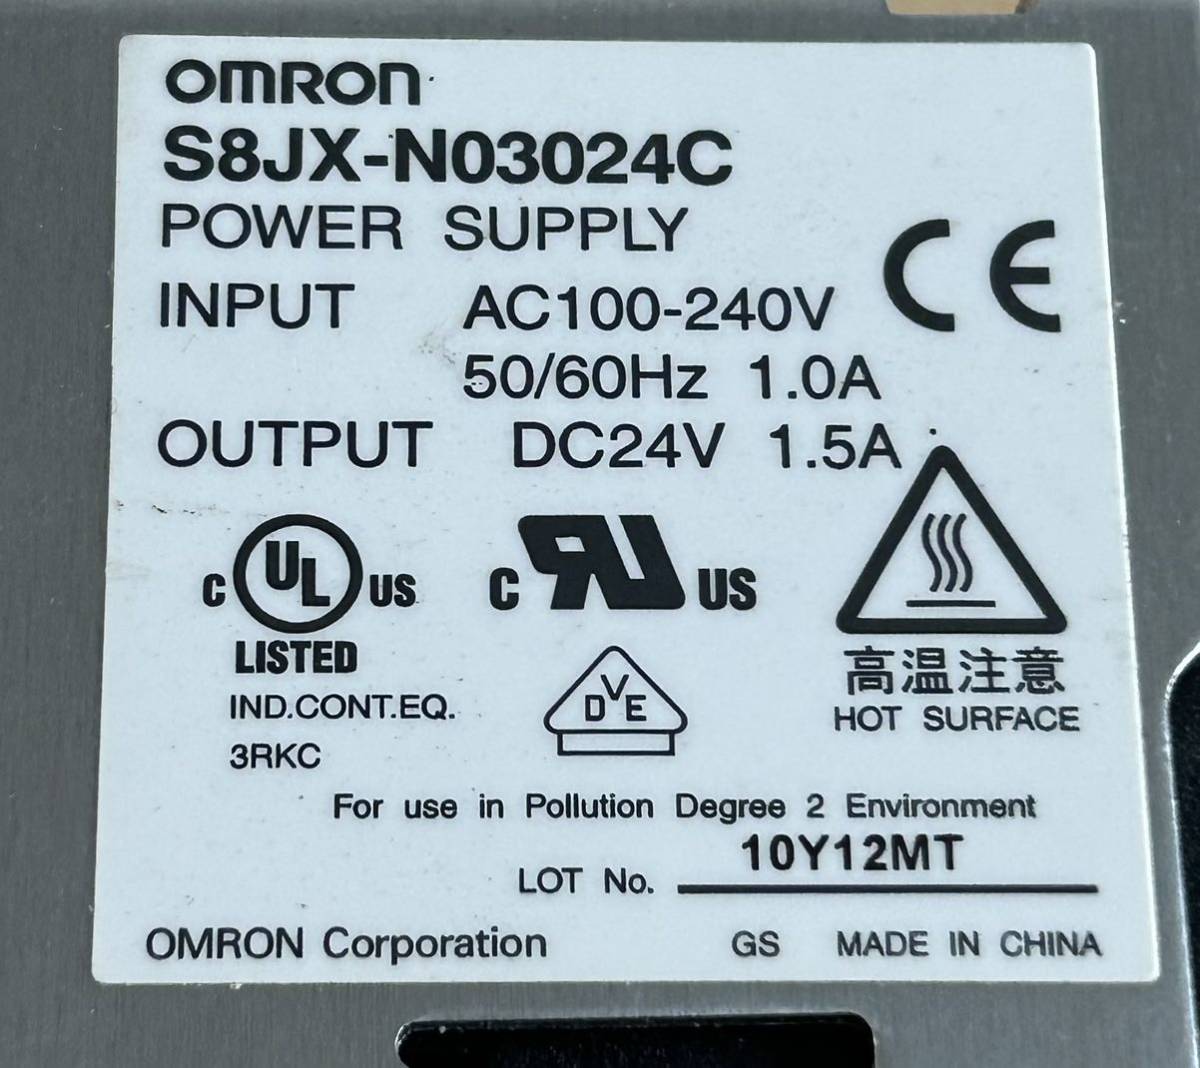 OMRON
S8JX-N03024C
POWER SUPPLY
INPUT AC100-240V
50/60Hz 1.0A
OUTPUT DC24V 1.5A
CE
C UL US
LISTED
IND.CONT.EQ.
3RKC
C RU US
DVE
高温注意
HOT SURFACE
For use in Pollution Degree 2 Environment
LOT No. 10Y12MT
OMRON Corporation GS MADE IN CHINA